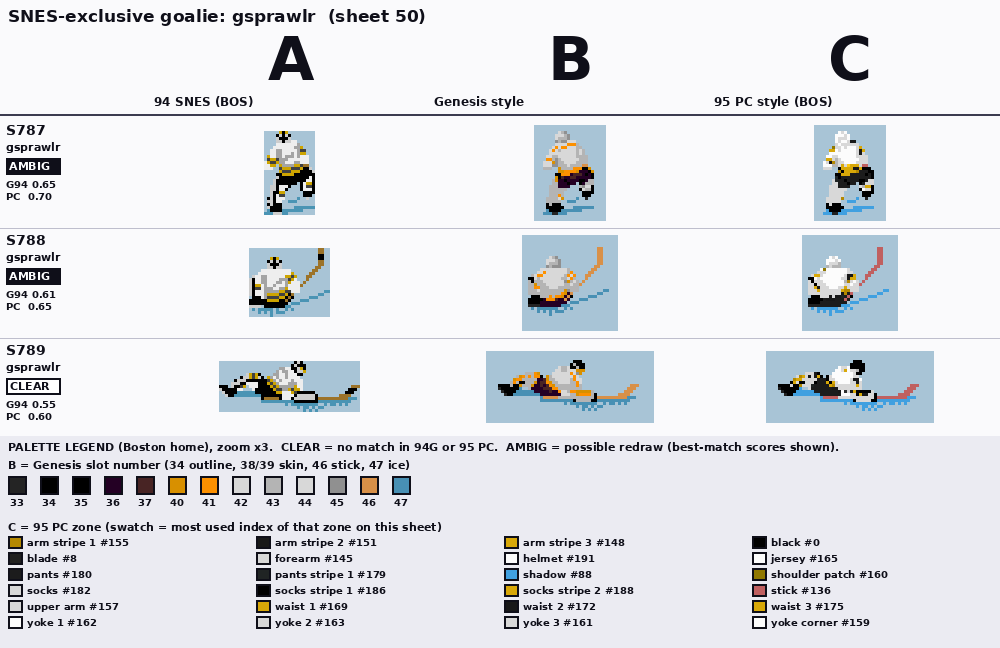 SNES-exclusive goalie: gsprawlr (sheet 50)
A B C
94 SNES (BOS) Genesis style 95 PC style (BOS)
S787
gsprawlr
AMBIG
G94 0.65
PC 0.70
S788
gsprawlr
AMBIG
G94 0.61
PC 0.65
S789
gsprawlr
CLEAR
G94 0.55
PC 0.60
PALETTE LEGEND (Boston home), zoom x3. CLEAR = no match in 94G or 95 PC. AMBIG = possible redraw (best-match scores shown).
B = Genesis slot number (34 outline, 38/39 skin, 46 stick, 47 ice)
33 34 35 36 37 40 41 42 43 44 45 46 47
C = 95 PC zone (swatch = most used index of that zone on this sheet)
arm stripe 1 #155 arm stripe 2 #151 arm stripe 3 #148 black #0
blade #8 forearm #145 helmet #191 jersey #165
pants #180 pants stripe 1 #179 shadow #88 shoulder patch #160
socks #182 socks stripe 1 #186 socks stripe 2 #188 stick #136
upper arm #157 waist 1 #169 waist 2 #172 waist 3 #175
yoke 1 #162 yoke 2 #163 yoke 3 #161 yoke corner #159